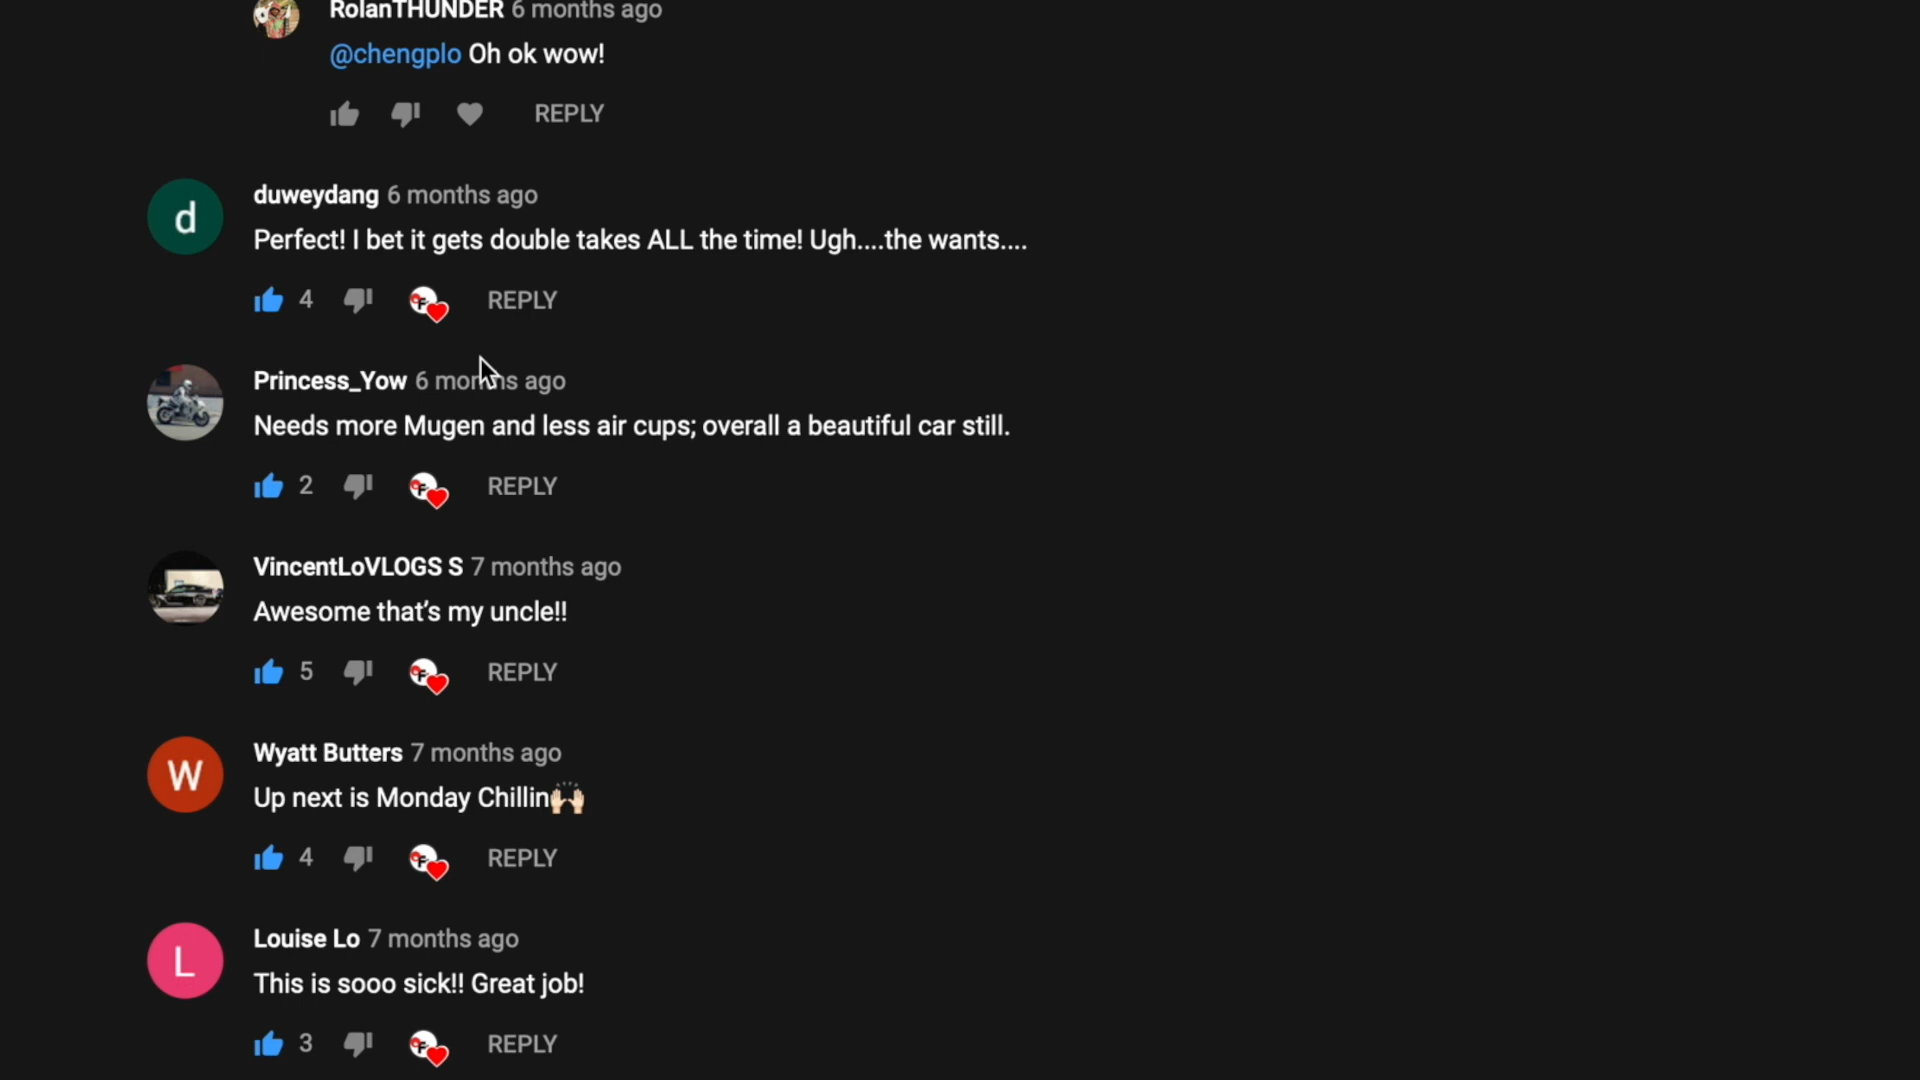 RolanTHUNDER 6 months ago
@chengplo Oh ok wow!
REPLY
d
duweydang 6 months ago
Perfect! I bet it gets double takes ALL the time! Ugh....the wants....
4 REPLY
Princess_Yow 6 months ago
Needs more Mugen and less air cups; overall a beautiful car still.
2 REPLY
VincentLoVLOGS S 7 months ago
Awesome that’s my uncle!!
5 REPLY
W
Wyatt Butters 7 months ago
Up next is Monday Chillin🙌🏻
4 REPLY
L
Louise Lo 7 months ago
This is sooo sick!! Great job!
3 REPLY